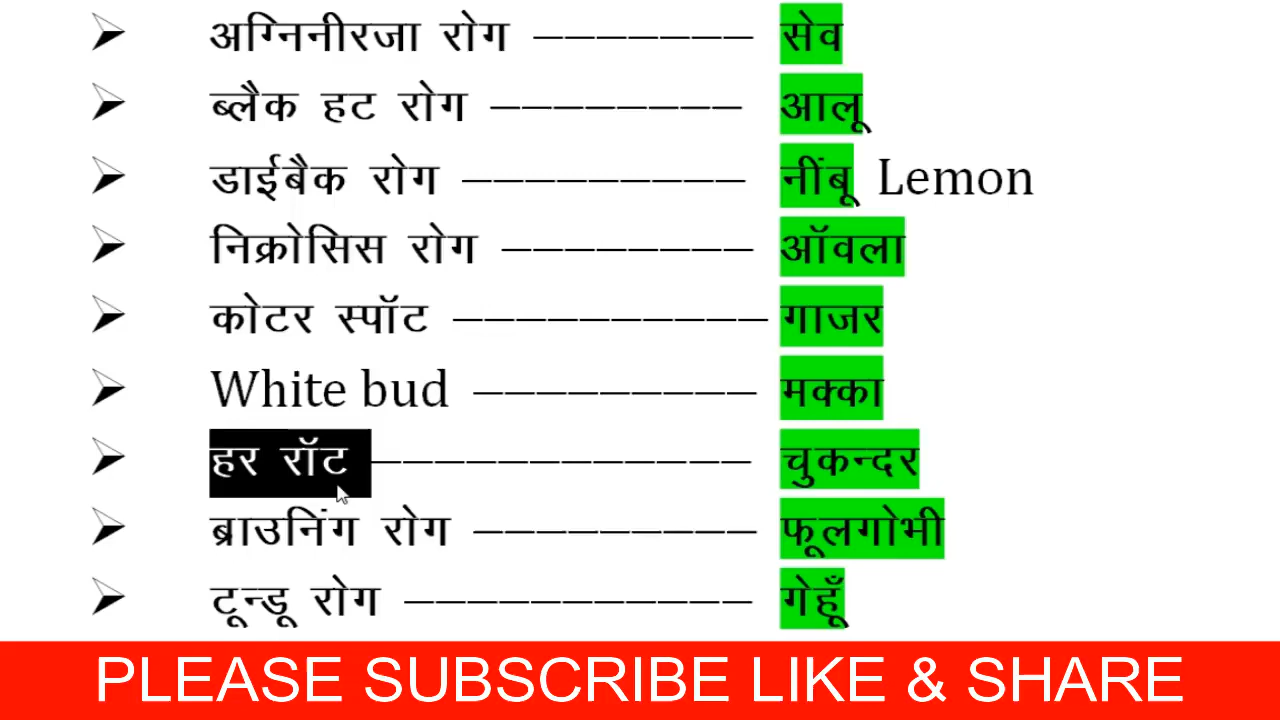 ➢ अग्निनीरजा रोग ––––––– सेव
➢ ब्लैक हट रोग –––––––– आलू
➢ डाईबैक रोग ––––––––– नींबू Lemon
➢ निक्रोसिस रोग –––––––– ऑवला
➢ कोटर स्पॉट –––––––––– गाजर
➢ White bud ––––––––– मक्का
➢ हर रॉट –––––––––––– चुकन्दर
➢ ब्राउनिंग रोग ––––––––– फूलगोभी
➢ टून्डू रोग ––––––––––– गेहूँ
PLEASE SUBSCRIBE LIKE & SHARE